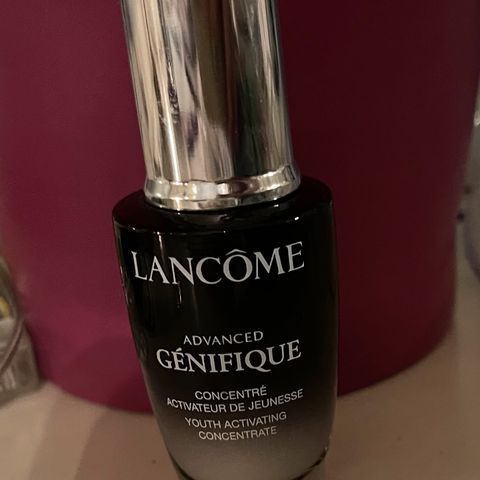 LANCÔME
ADVANCED
GÉNIFIQUE
CONCENTRÉ
ACTIVATEUR DE JEUNESSE
YOUTH ACTIVATING
CONCENTRATE